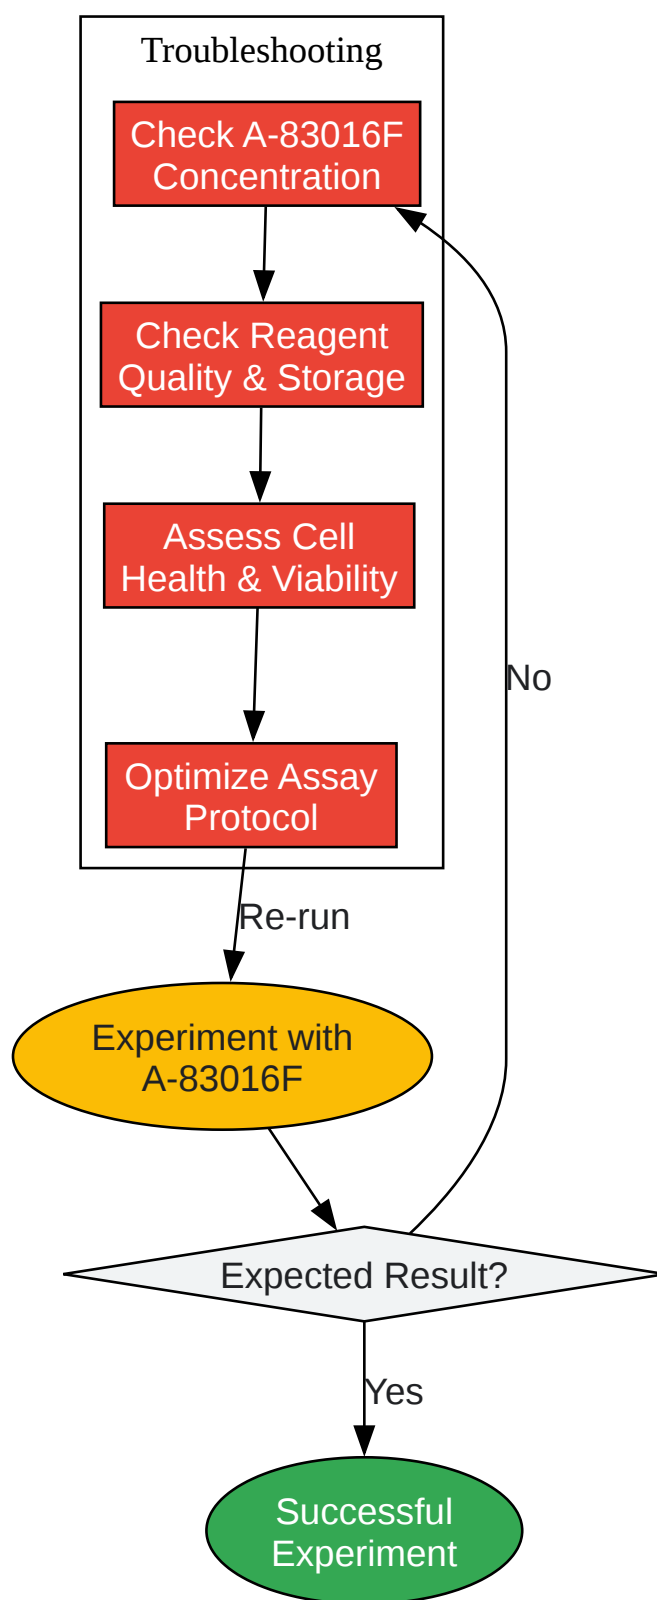 Troubleshooting
Check A-83016F
Concentration
Check Reagent
Quality & Storage
Assess Cell
Health & Viability
No
Optimize Assay
Protocol
Re-run
Experiment with
A-83016F
Expected Result?
Yes
Successful
Experiment